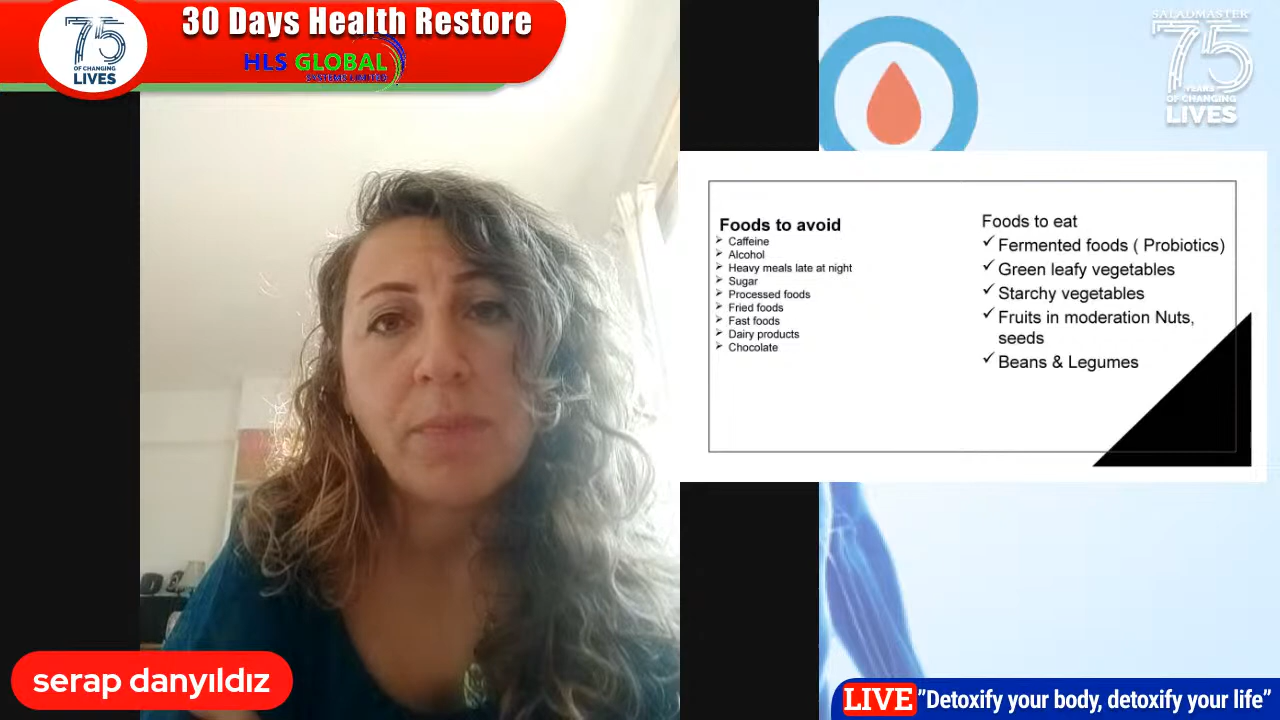 30 Days Health Restore
75
OF CHANGING
LIVES
HLS GLOBAL
SYSTEMS LIMITED
SALADMASTER
75
YEARS
OF CHANGING
LIVES
Foods to avoid
Caffeine
Alcohol
Heavy meals late at night
Sugar
Processed foods
Fried foods
Fast foods
Dairy products
Chocolate
Foods to eat
Fermented foods ( Probiotics)
Green leafy vegetables
Starchy vegetables
Fruits in moderation Nuts,
seeds
Beans & Legumes
serap danyıldız
LIVE "Detoxify your body, detoxify your life"